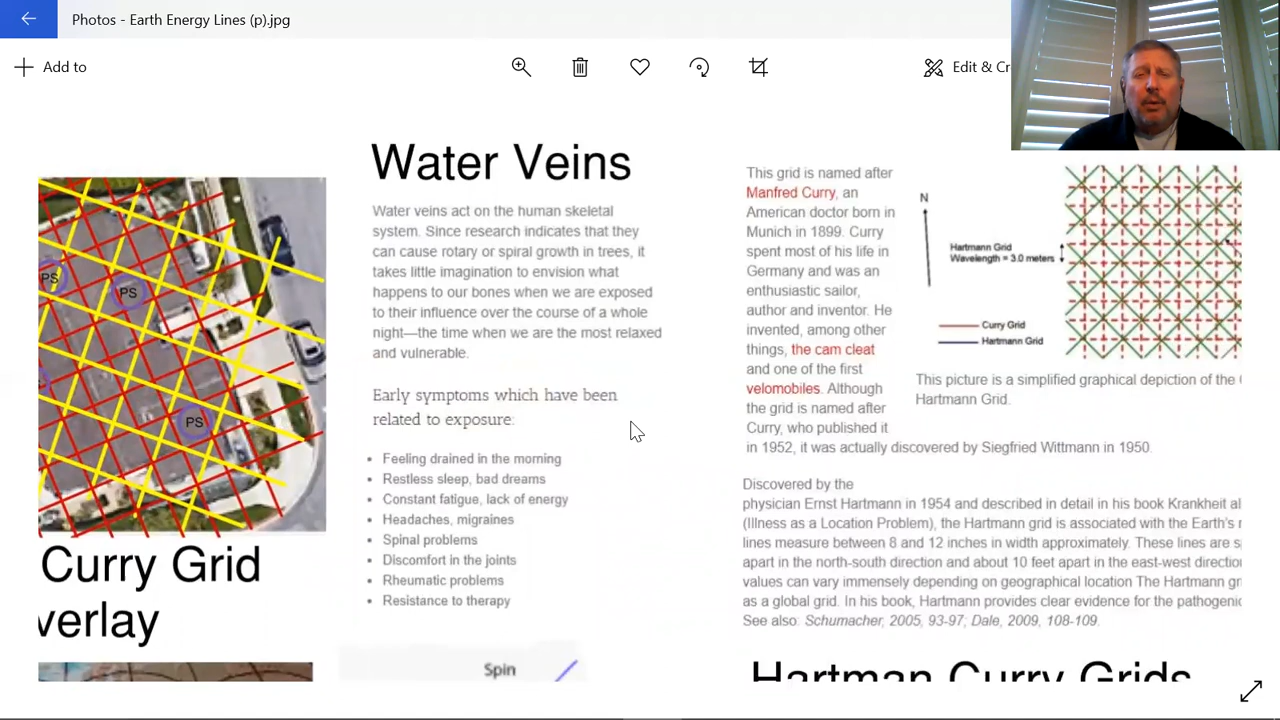 Photos - Earth Energy Lines (p).jpg
Add to
Edit & Cr
PS
PS
PS
Curry Grid
verlay
Water Veins
Water veins act on the human skeletal
system. Since research indicates that they
can cause rotary or spiral growth in trees, it
takes little imagination to envision what
happens to our bones when we are exposed
to their influence over the course of a whole
night—the time when we are the most relaxed
and vulnerable.
Early symptoms which have been
related to exposure:
• Feeling drained in the morning
• Restless sleep, bad dreams
• Constant fatigue, lack of energy
• Headaches, migraines
• Spinal problems
• Discomfort in the joints
• Rheumatic problems
• Resistance to therapy
Spin
This grid is named after
Manfred Curry, an
American doctor born in
Munich in 1899. Curry
spent most of his life in
Germany and was an
enthusiastic sailor,
author and inventor. He
invented, among other
things, the cam cleat
and one of the first
velomobiles. Although
the grid is named after
Curry, who published it
in 1952, it was actually discovered by Siegfried Wittmann in 1950.
N
Hartmann Grid
Wavelength = 3.0 meters
Curry Grid
Hartmann Grid
This picture is a simplified graphical depiction of the
Hartmann Grid.
Discovered by the
physician Ernst Hartmann in 1954 and described in detail in his book Krankheit al
(Illness as a Location Problem), the Hartmann grid is associated with the Earth's
lines measure between 8 and 12 inches in width approximately. These lines are s
apart in the north-south direction and about 10 feet apart in the east-west directio
values can vary immensely depending on geographical location The Hartmann gr
as a global grid. In his book, Hartmann provides clear evidence for the pathogenic
See also: Schumacher, 2005, 93-97; Dale, 2009, 108-109.
Hartman Curry Grids